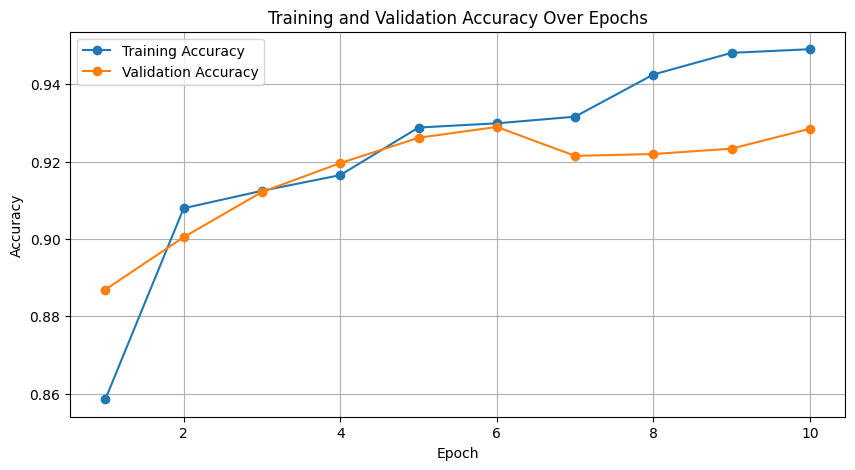 Training and Validation Accuracy Over Epochs
Training Accuracy
Validation Accuracy
Accuracy
0.94
0.92
0.90
0.88
0.86
2 4 6 8 10
Epoch